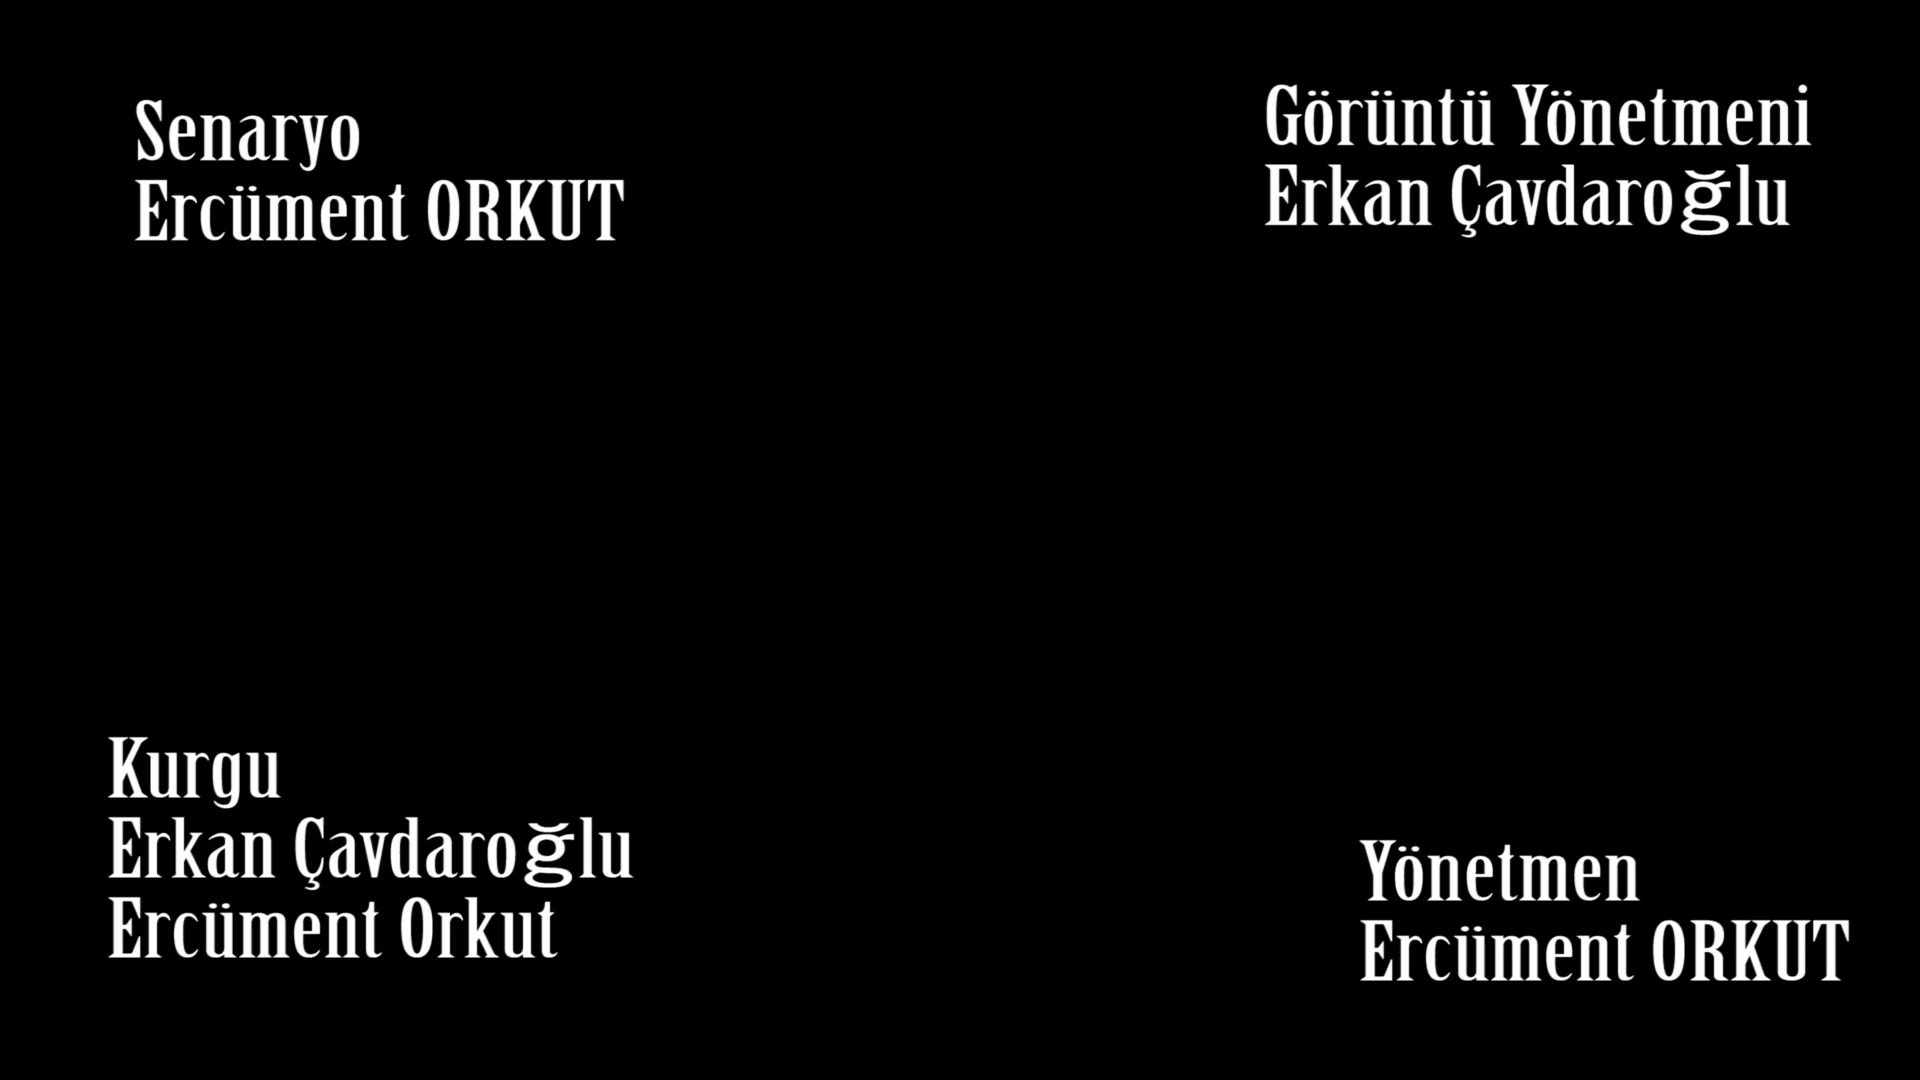 Senaryo
Ercüment ORKUT
Görüntü Yönetmeni
Erkan Çavdaroğlu
Kurgu
Erkan Çavdaroğlu
Ercüment Orkut
Yönetmen
Ercüment ORKUT